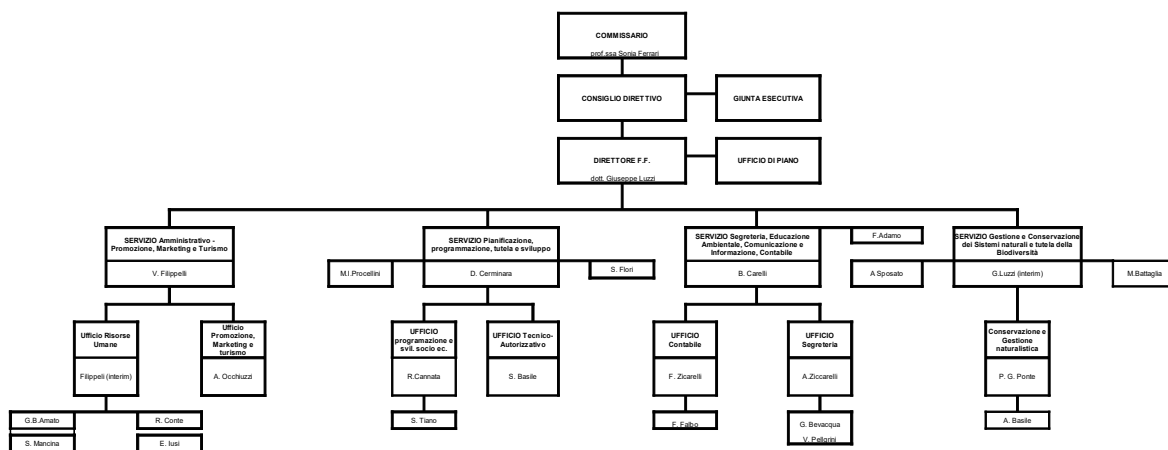 COMMISSARIO
prof.ssa Sonia Ferrari
CONSIGLIO DIRETTIVO
GIUNTA ESECUTIVA
DIRETTORE F.F.
dott. Giuseppe Luzzi
UFFICIO DI PIANO
SERVIZIO Amministrativo -
Promozione, Marketing e Turismo
V. Filippelli
SERVIZIO Pianificazione,
programmazione, tutela e sviluppo
D. Cerminara
M.I.Procellini
S. Flori
SERVIZIO Segreteria, Educazione
Ambientale, Comunicazione e
Informazione, Contabile
B. Carelli
F.Adamo
SERVIZIO Gestione e Conservazione
dei Sistemi naturali e tutela della
Biodiversità
G.Luzzi (interim)
A Sposato
M.Battaglia
Ufficio Risorse
Umane
Filippeli (interim)
Ufficio
Promozione,
Marketing e
turismo
A. Occhiuzzi
UFFICIO
programazione e
svil. socio ec.
R.Cannata
UFFICIO Tecnico-
Autorizzativo
S. Basile
UFFICIO
Contabile
F. Zicarelli
UFFICIO
Segreteria
A.Ziccarelli
Conservazione e
Gestione
naturalistica
P. G. Ponte
G.B.Amato
R. Conte
S. Mancina
E. Iusi
S. Tiano
F. Falbo
G. Bevacqua
V. Pellgrini
A. Basile